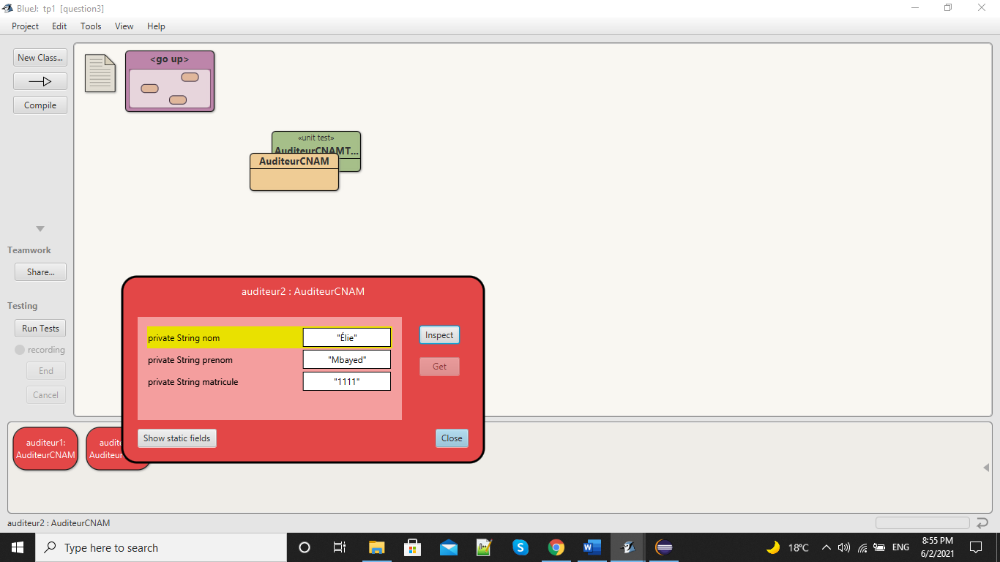 BlueJ: tp1 [question3]
Project Edit Tools View Help
New Class...
Compile
<go up>
«unit test»
AuditeurCNAMT...
AuditeurCNAM
Teamwork
Share...
Testing
Run Tests
recording
End
Cancel
auditeur2 : AuditeurCNAM
private String nom "Élie"
private String prenom "Mbayed"
private String matricule "1111"
Inspect
Get
Show static fields
Close
auditeur1:
AuditeurCNAM
auditeur2 : AuditeurCNAM
Type here to search
18°C
ENG
8:55 PM
6/2/2021